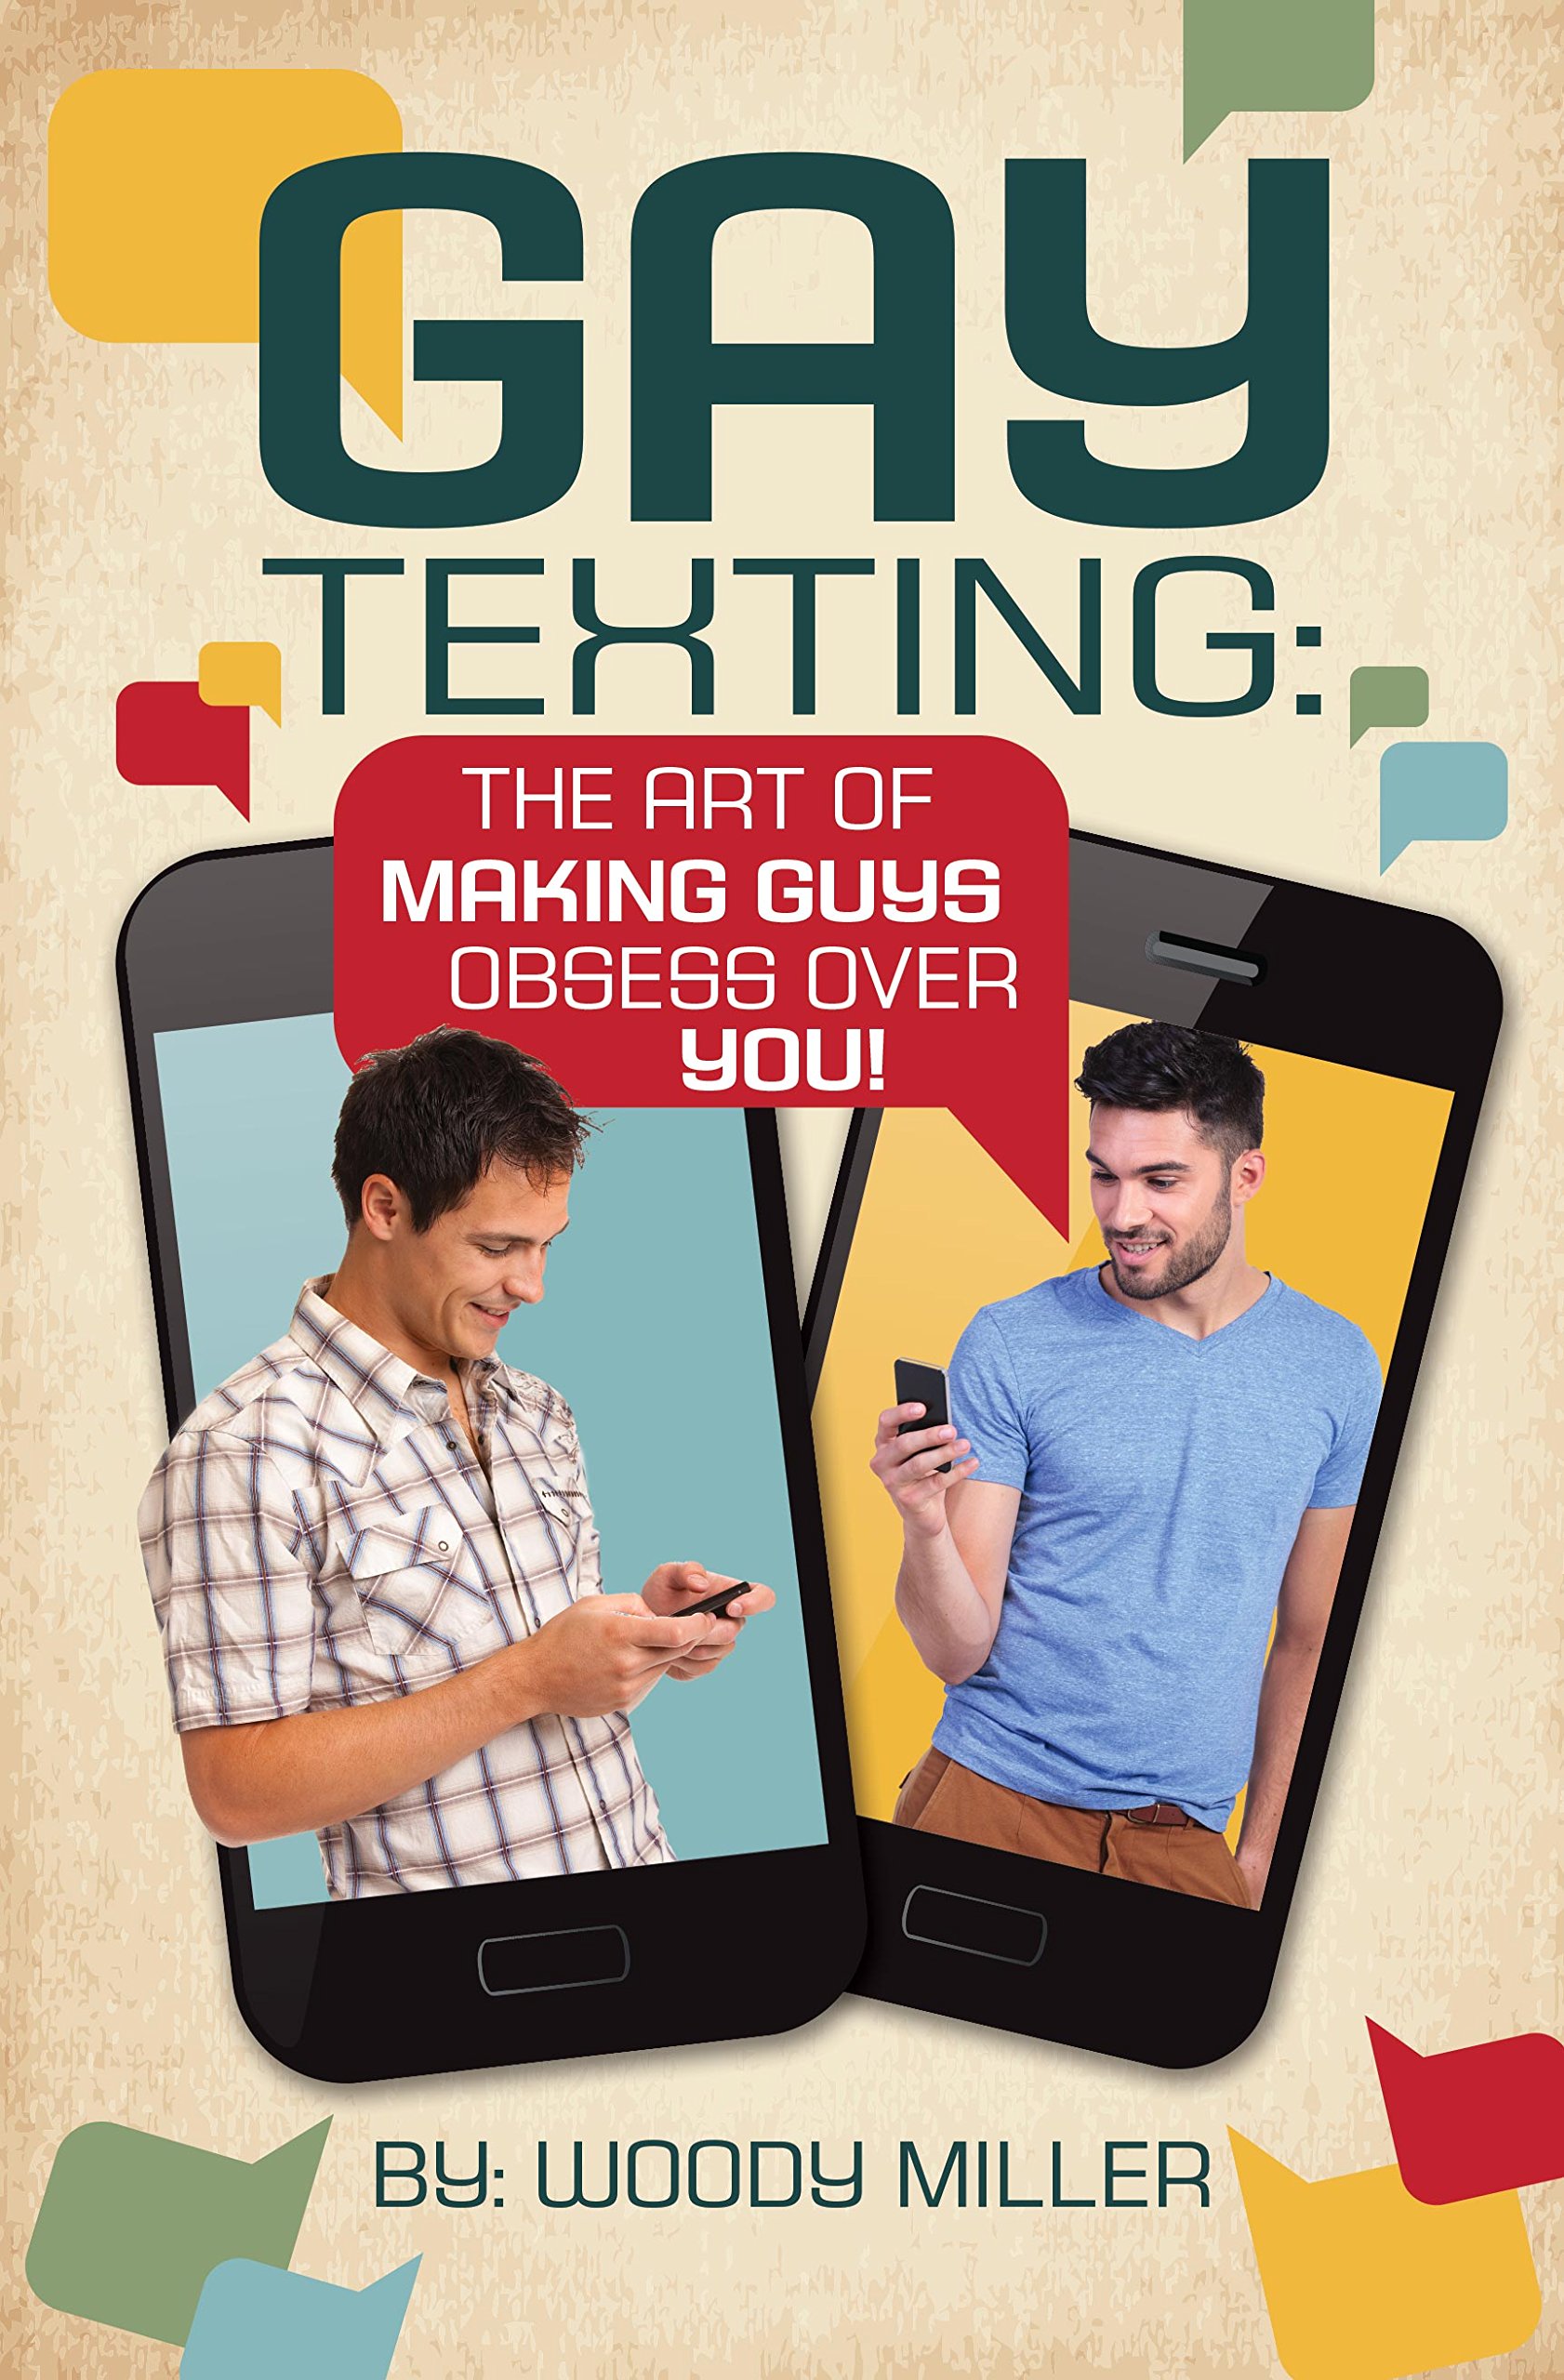 GAY
TEXTING:
THE ART OF
MAKING GUYS
OBSESS OVER
YOU!
BY: WOODY MILLER